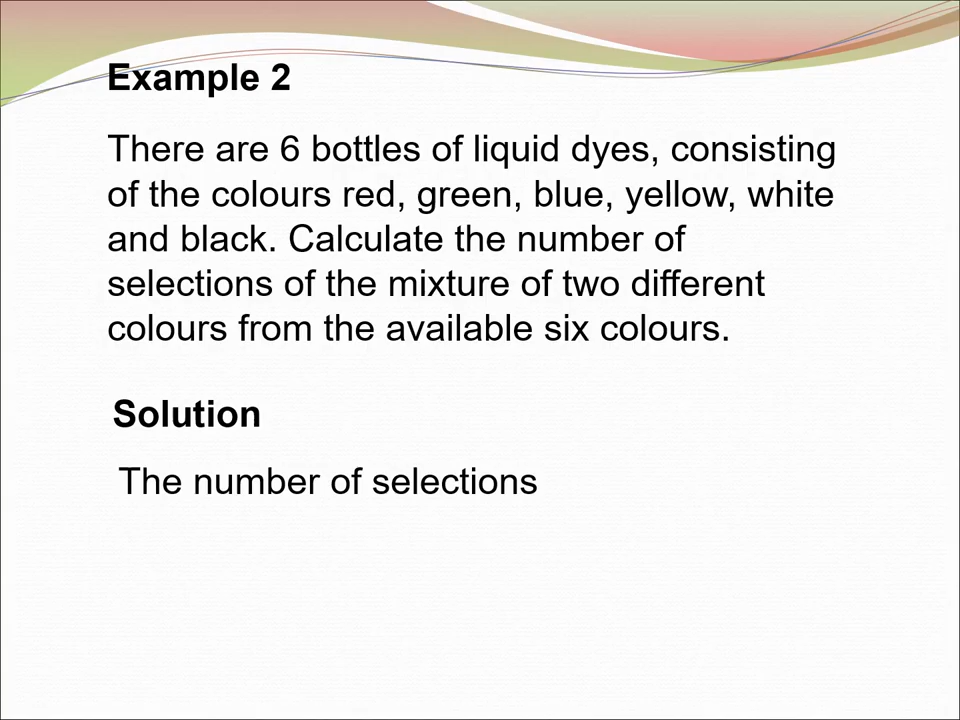 Example 2
There are 6 bottles of liquid dyes, consisting
of the colours red, green, blue, yellow, white
and black. Calculate the number of
selections of the mixture of two different
colours from the available six colours.
Solution
The number of selections